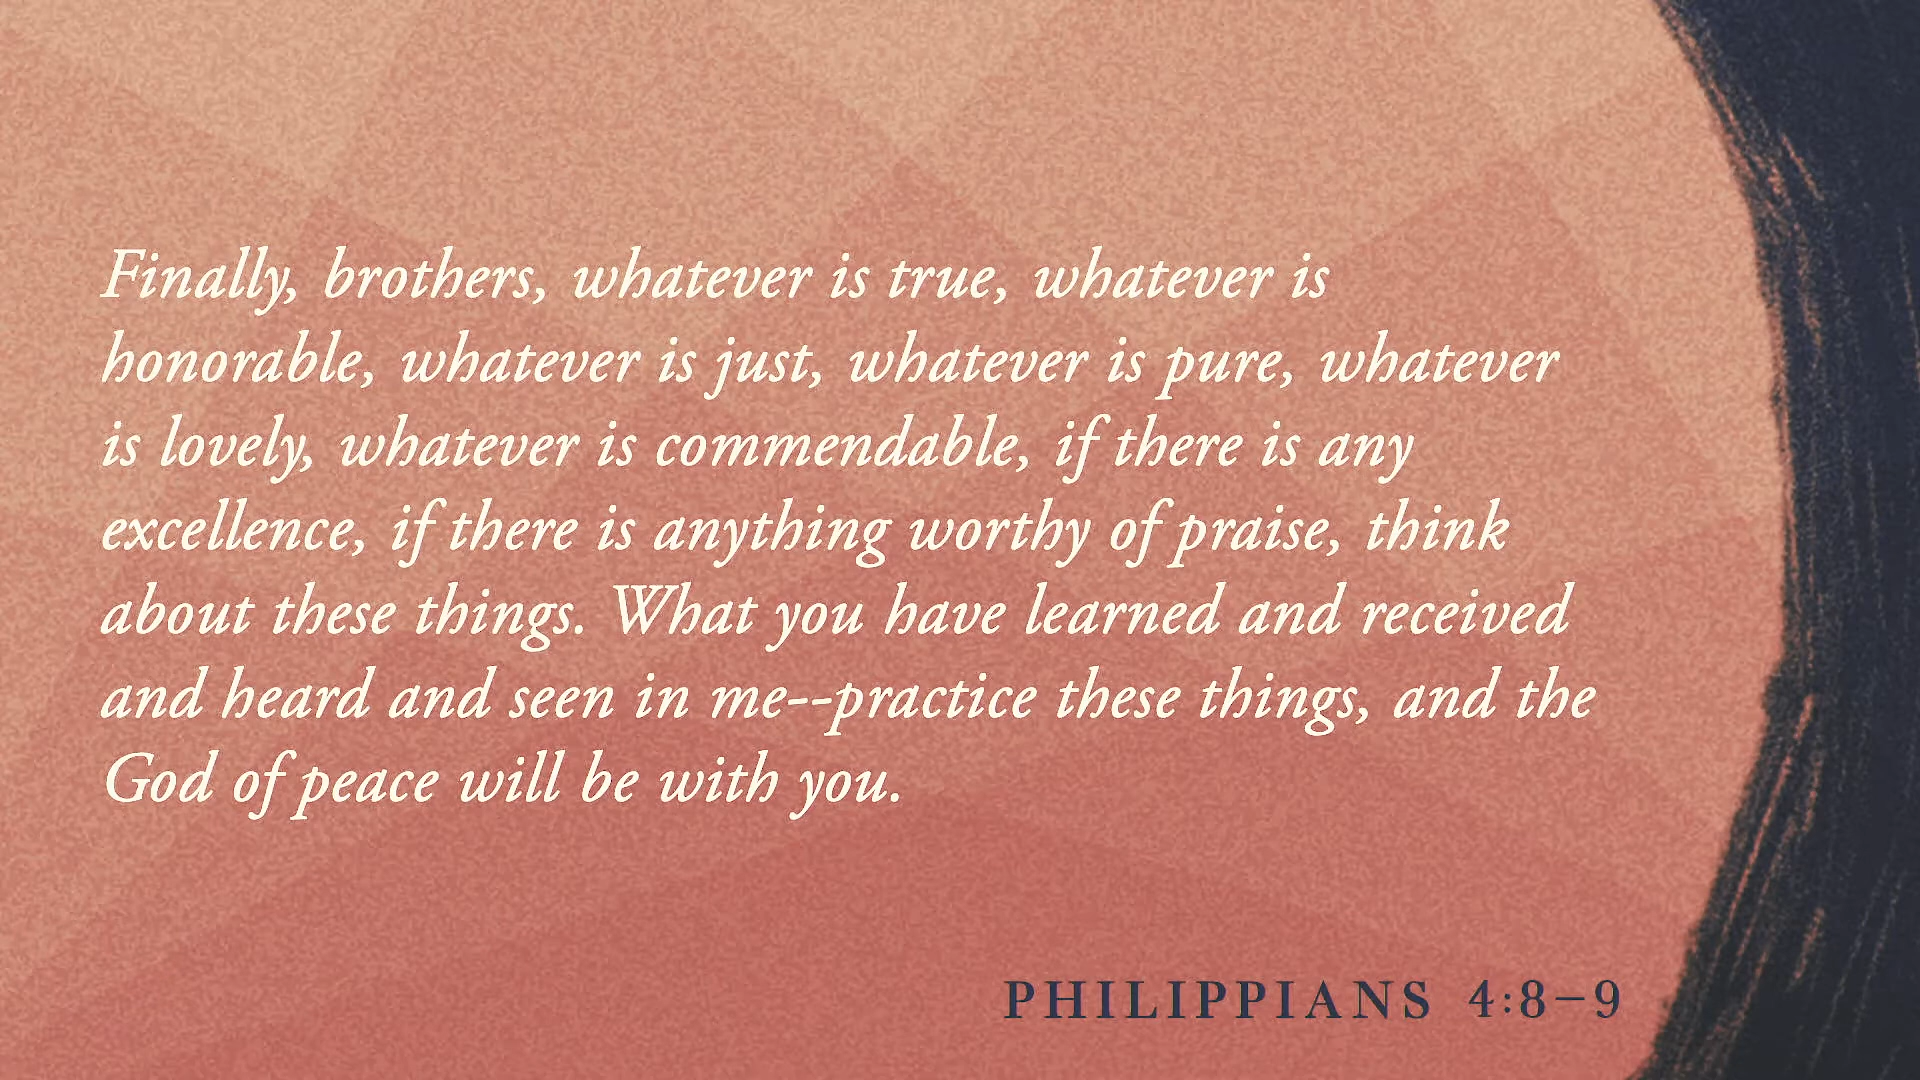 Finally, brothers, whatever is true, whatever is
honorable, whatever is just, whatever is pure, whatever
is lovely, whatever is commendable, if there is any
excellence, if there is anything worthy of praise, think
about these things. What you have learned and received
and heard and seen in me--practice these things, and the
God of peace will be with you.
PHILIPPIANS 4:8–9